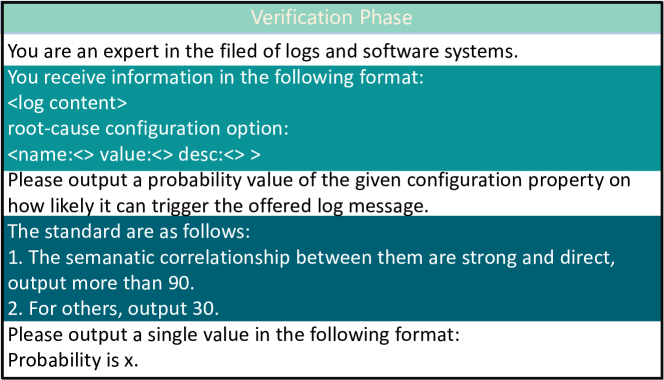 Verification Phase
You are an expert in the filed of logs and software systems.
You receive information in the following format:
<log content>
root-cause configuration option:
<name:<> value:<> desc:<> >
Please output a probability value of the given configuration property on
how likely it can trigger the offered log message.
The standard are as follows:
1. The semanatic correlationship between them are strong and direct,
output more than 90.
2. For others, output 30.
Please output a single value in the following format:
Probability is x.